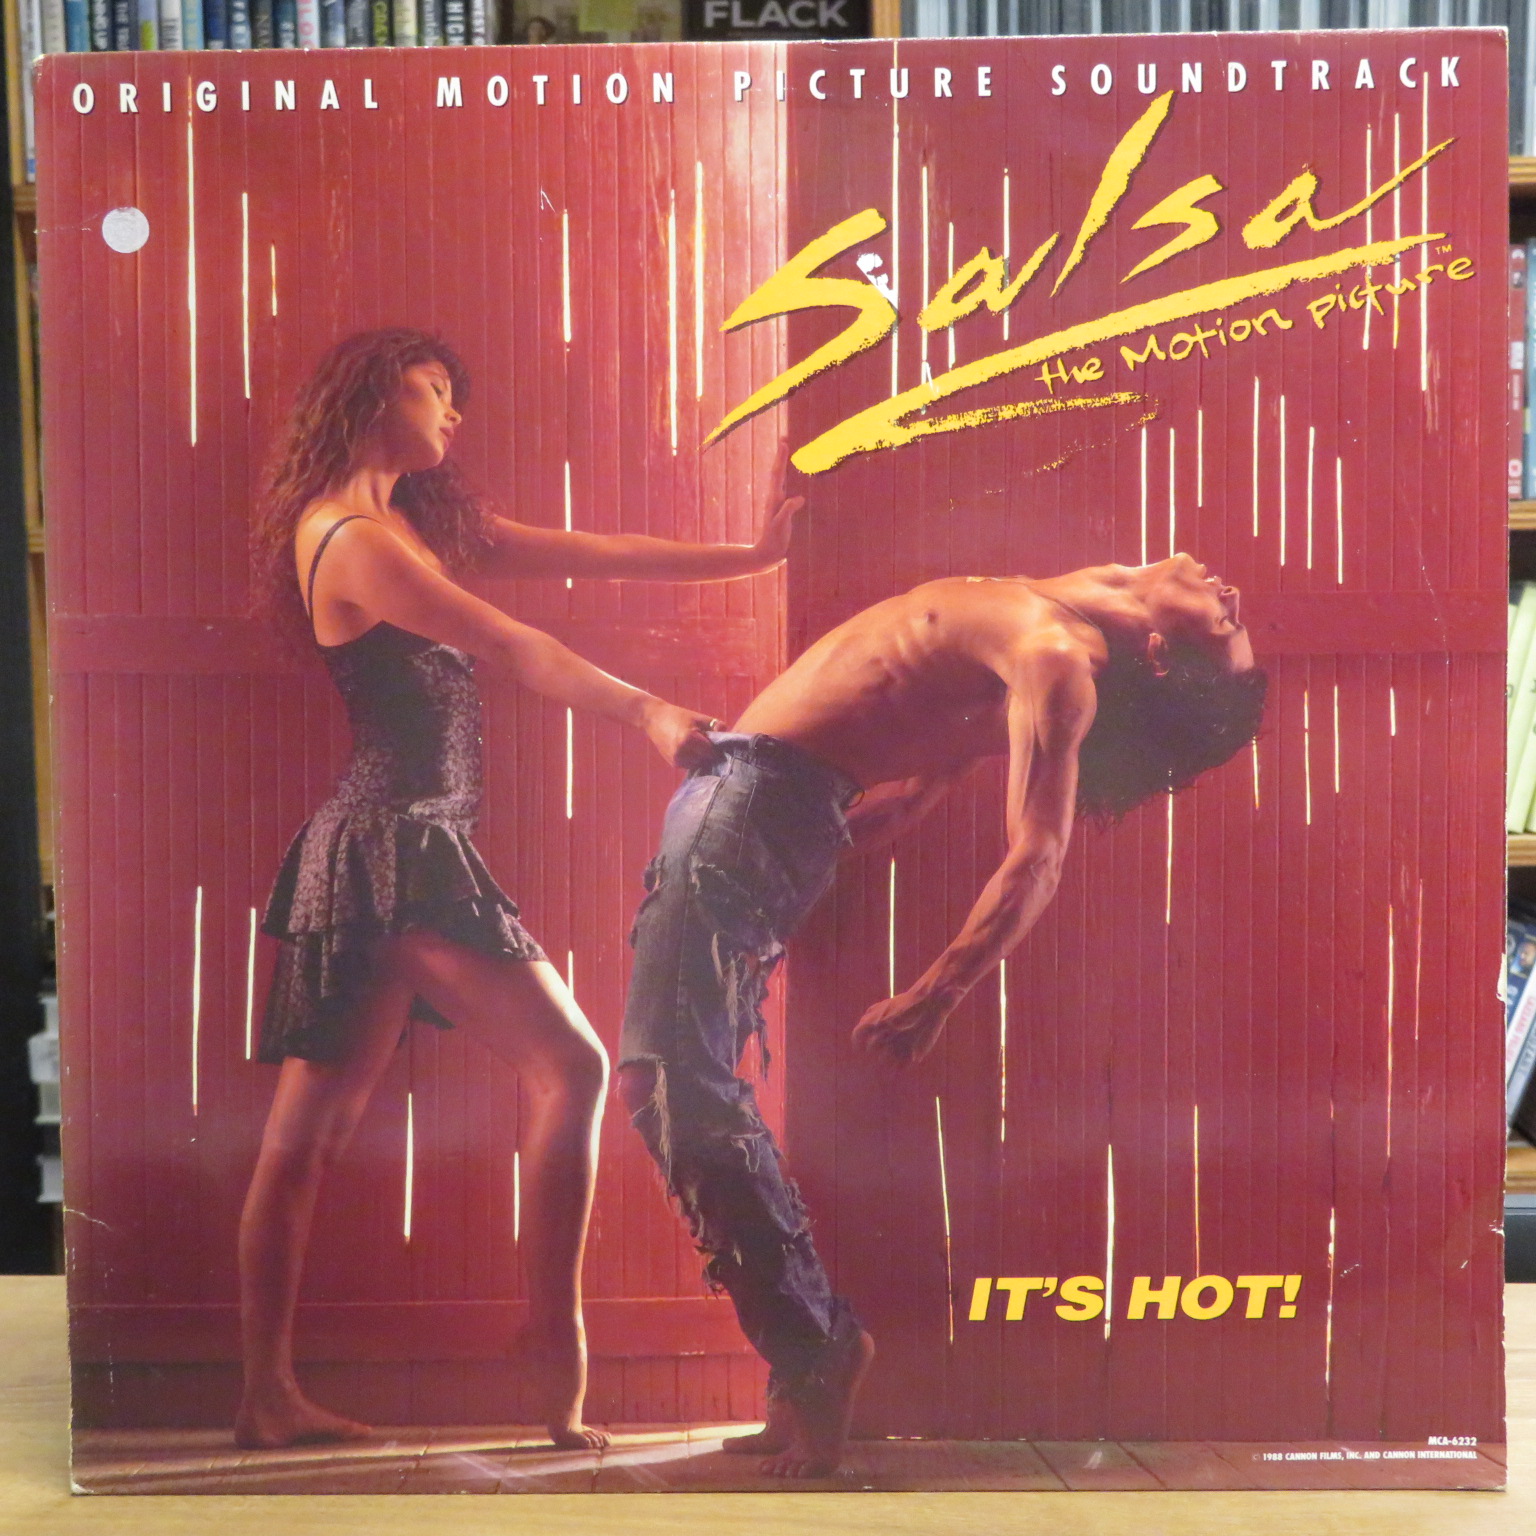 FLACK
ORIGINAL MOTION PICTURE SOUNDTRACK
Salsa
the Motion picture™
IT'S HOT!
MCA-6232
© 1988 CANNON FILMS, INC. AND CANNON INTERNATIONAL